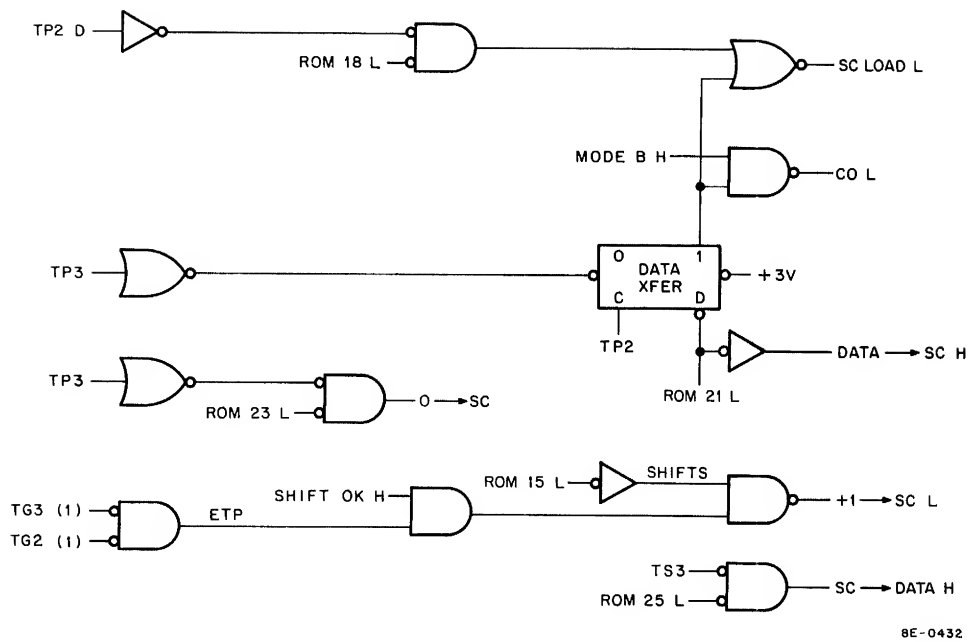 TP2 D
ROM 18 L
SC LOAD L
MODE B H
CO L
TP3
0 1
DATA
XFER
C D
+3V
TP2
DATA → SC H
ROM 21 L
TP3
ROM 23 L
0 → SC
ROM 15 L
SHIFTS
SHIFT OK H
+1 → SC L
TG3 (1)
ETP
TG2 (1)
TS3
ROM 25 L
SC → DATA H
8E-0432